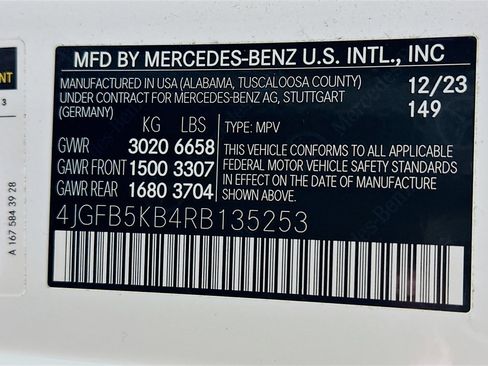 MFD BY MERCEDES-BENZ U.S. INTL., INC
MANUFACTURED IN USA (ALABAMA, TUSCALOOSA COUNTY) 12/23
UNDER CONTRACT FOR MERCEDES-BENZ AG, STUTTGART 149
(GERMANY)
KG LBS
GVWR 3020 6658 TYPE: MPV
GAWR FRONT 1500 3307
GAWR REAR 1680 3704
THIS VEHICLE CONFORMS TO ALL APPLICABLE
FEDERAL MOTOR VEHICLE SAFETY STANDARDS
IN EFFECT ON THE DATE OF MANUFACTURE
SHOWN ABOVE.
4JGFB5KB4RB135253
A 167 584 39 28